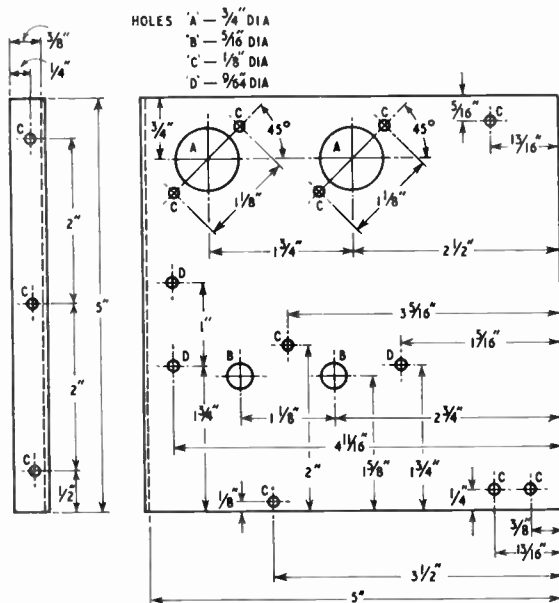 HOLES 'A' — 3/4" DIA
'B' — 5/16 DIA
'C' — 1/8" DIA
'D' — 9/64" DIA
3/8"
1/4"
C
2"
C
2"
C
1/2"
5"
3/4"
A
C
45°
C
1 1/8"
A
C
45°
C
1 1/8"
5/16"
C
13/16"
1 3/4"
2 1/2"
D
1"
D
3 5/16"
C
1 5/16"
B
B
D
1 3/4"
1 1/8"
2 3/4"
4 11/16"
2"
1 5/8"
1 3/4"
1/8"
C
1/4"
C
C
3/8"
13/16"
3 1/2"
5"